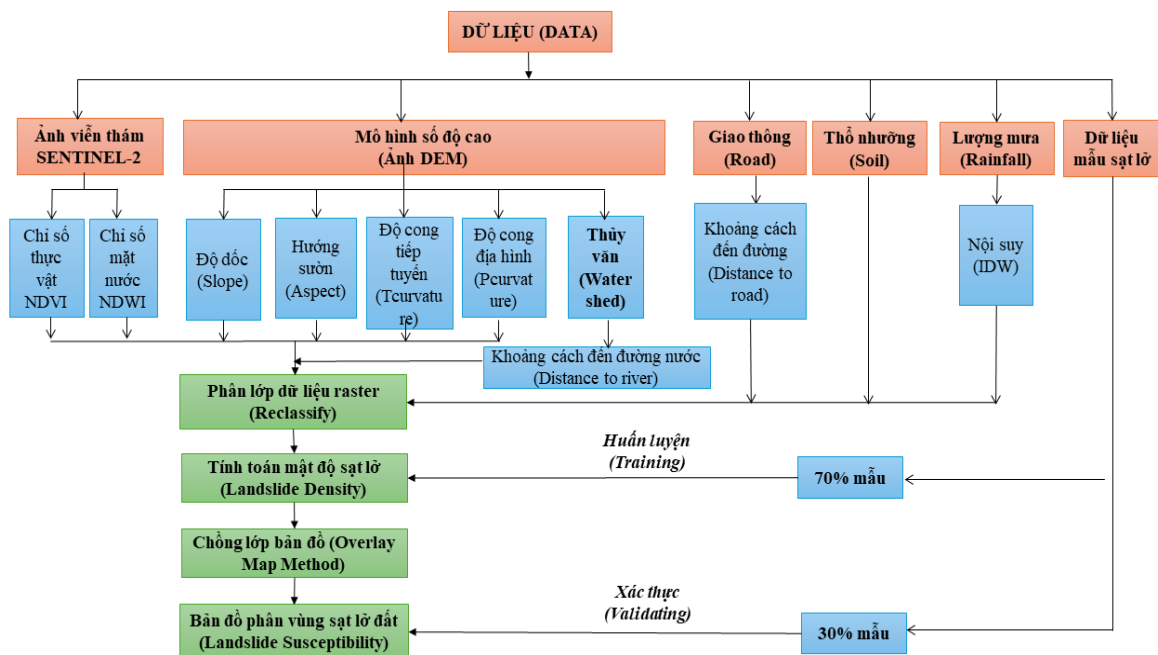 DỮ LIỆU (DATA)
Ảnh viễn thám
SENTINEL-2
Mô hình số độ cao
(Ảnh DEM)
Giao thông
(Road)
Thổ nhưỡng
(Soil)
Lượng mưa
(Rainfall)
Dữ liệu
mẫu sạt lở
Chỉ số
thực
vật
NDVI
Chỉ số
mặt
nước
NDWI
Độ dốc
(Slope)
Hướng
sườn
(Aspect)
Độ cong
tiếp
tuyến
(Tcurvatu
re)
Độ cong
địa hình
(Pcurvat
ure)
Thủy
văn
(Water
shed)
Khoảng cách
đến đường
(Distance to
road)
Nội suy
(IDW)
Khoảng cách đến đường nước
(Distance to river)
Phân lớp dữ liệu raster
(Reclassify)
Huấn luyện
(Training)
Tính toán mật độ sạt lở
(Landslide Density)
70% mẫu
Chồng lớp bản đồ (Overlay
Map Method)
Xác thực
(Validating)
Bản đồ phân vùng sạt lở đất
(Landslide Susceptibility)
30% mẫu